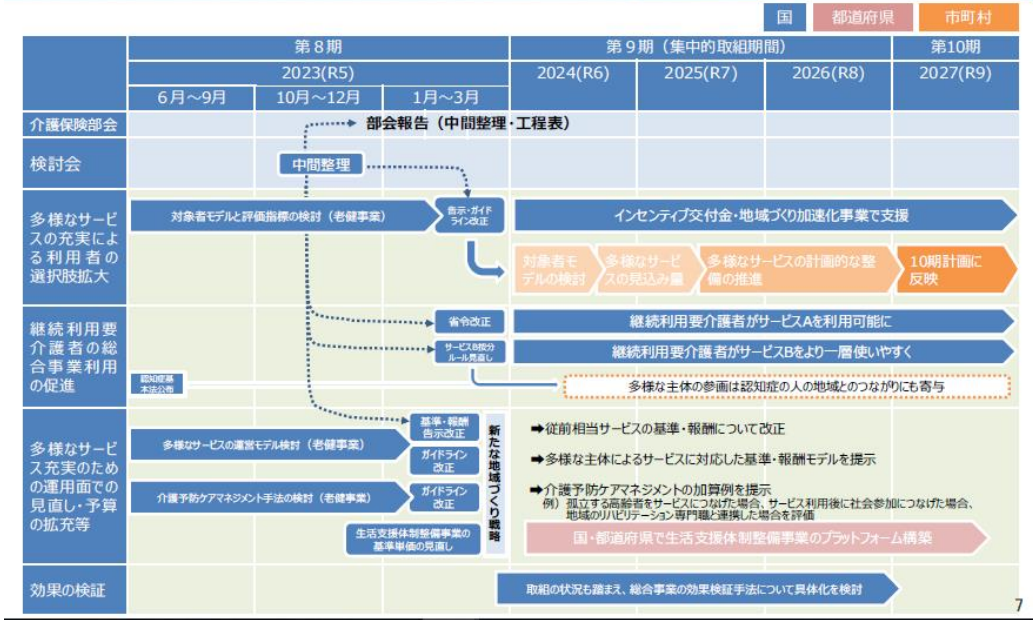 国 都道府県 市町村
第8期 第9期（集中的取組期間） 第10期
2023(R5) 2024(R6) 2025(R7) 2026(R8) 2027(R9)
6月～9月 10月～12月 1月～3月
介護保険部会
部会報告（中間整理・工程表）
検討会
中間整理
多様なサービ
スの充実によ
る利用者の
選択肢拡大
対象者モデルと評価指標の検討（老健事業）
告示・ガイド
ライン改正
インセンティブ交付金・地域づくり加速化事業で支援
対象者モ
デルの検討
多様なサービ
スの見込み量
多様なサービスの計画的な整
備の推進
10期計画に
反映
継続利用要
介護者の総
合事業利用
の促進
省令改正
継続利用要介護者がサービスAを利用可能に
サービスB按分
ルール見直し
継続利用要介護者がサービスBをより一層使いやすく
認知症基
本法公布
多様な主体の参画は認知症の人の地域とのつながりにも寄与
多様なサービ
ス充実のため
の運用面での
見直し・予算
の拡充等
基準・報酬
告示改正
多様なサービスの運営モデル検討（老健事業）
ガイドライン
改正
介護予防ケアマネジメント手法の検討（老健事業）
ガイドライン
改正
生活支援体制整備事業の
基準単価の見直し
新たな地域づくり戦略
➡従前相当サービスの基準・報酬について改正
➡多様な主体によるサービスに対応した基準・報酬モデルを提示
➡介護予防ケアマネジメントの加算例を提示
例）孤立する高齢者をサービスにつなげた場合、サービス利用後に社会参加につなげた場合、
地域のリハビリテーション専門職と連携した場合を評価
国・都道府県で生活支援体制整備事業のプラットフォーム構築
効果の検証
取組の状況も踏まえ、総合事業の効果検証手法について具体化を検討
7